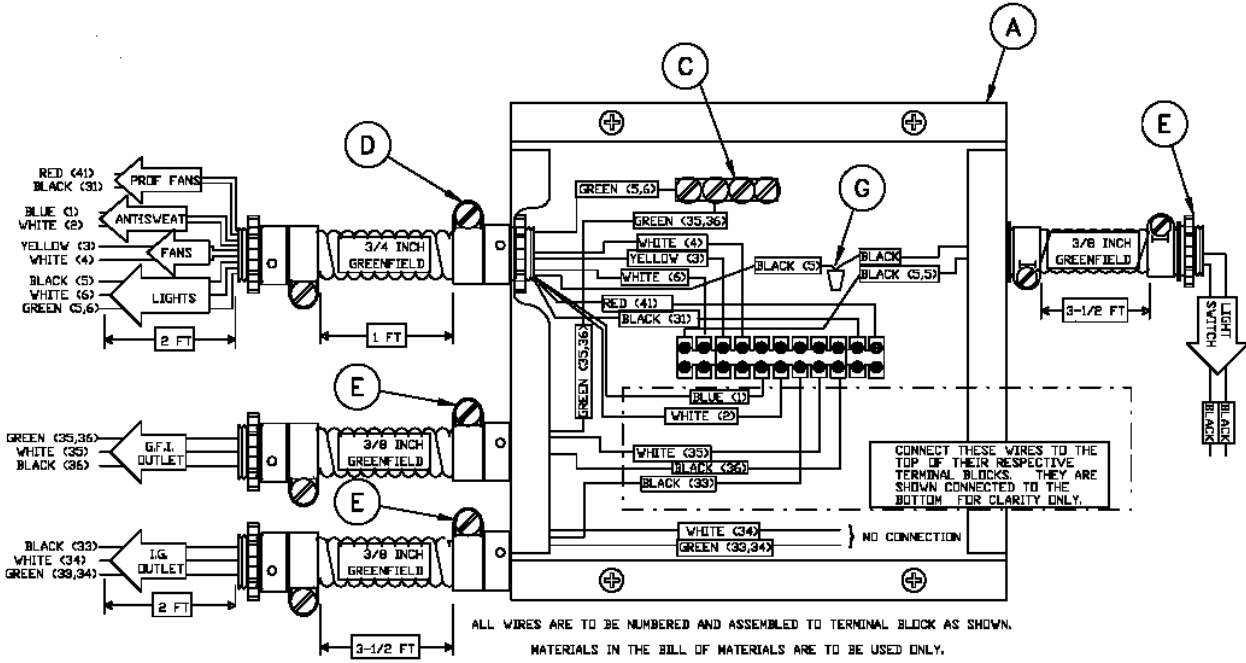 A
C
E
D
G
RED (41)
BLACK (31)
PROF FANS
BLUE (1)
WHITE (2)
ANTISWEAT
YELLOW (3)
WHITE (4)
FANS
BLACK (5)
WHITE (6)
GREEN (5,6)
LIGHTS
2 FT
3/4 INCH
GREENFIELD
1 FT
GREEN (5,6)
GREEN (35,36)
WHITE (4)
YELLOW (3)
WHITE (6)
BLACK (5)
BLACK
BLACK (5,5)
RED (41)
BLACK (31)
GREEN (35,36)
3/8 INCH
GREENFIELD
3-1/2 FT
LIGHT
SWITCH
BLACK
BLACK
BLUE (1)
WHITE (2)
E
GREEN (35,36)
WHITE (35)
BLACK (36)
G.F.I.
OUTLET
3/8 INCH
GREENFIELD
WHITE (35)
BLACK (36)
BLACK (33)
CONNECT THESE WIRES TO THE
TOP OF THEIR RESPECTIVE
TERMINAL BLOCKS. THEY ARE
SHOWN CONNECTED TO THE
BOTTOM FOR CLARITY ONLY.
E
BLACK (33)
WHITE (34)
GREEN (33,34)
I.G.
OUTLET
2 FT
3/8 INCH
GREENFIELD
3-1/2 FT
WHITE (34)
GREEN (33,34)
NO CONNECTION
ALL WIRES ARE TO BE NUMBERED AND ASSEMBLED TO TERMINAL BLOCK AS SHOWN.
MATERIALS IN THE BILL OF MATERIALS ARE TO BE USED ONLY.